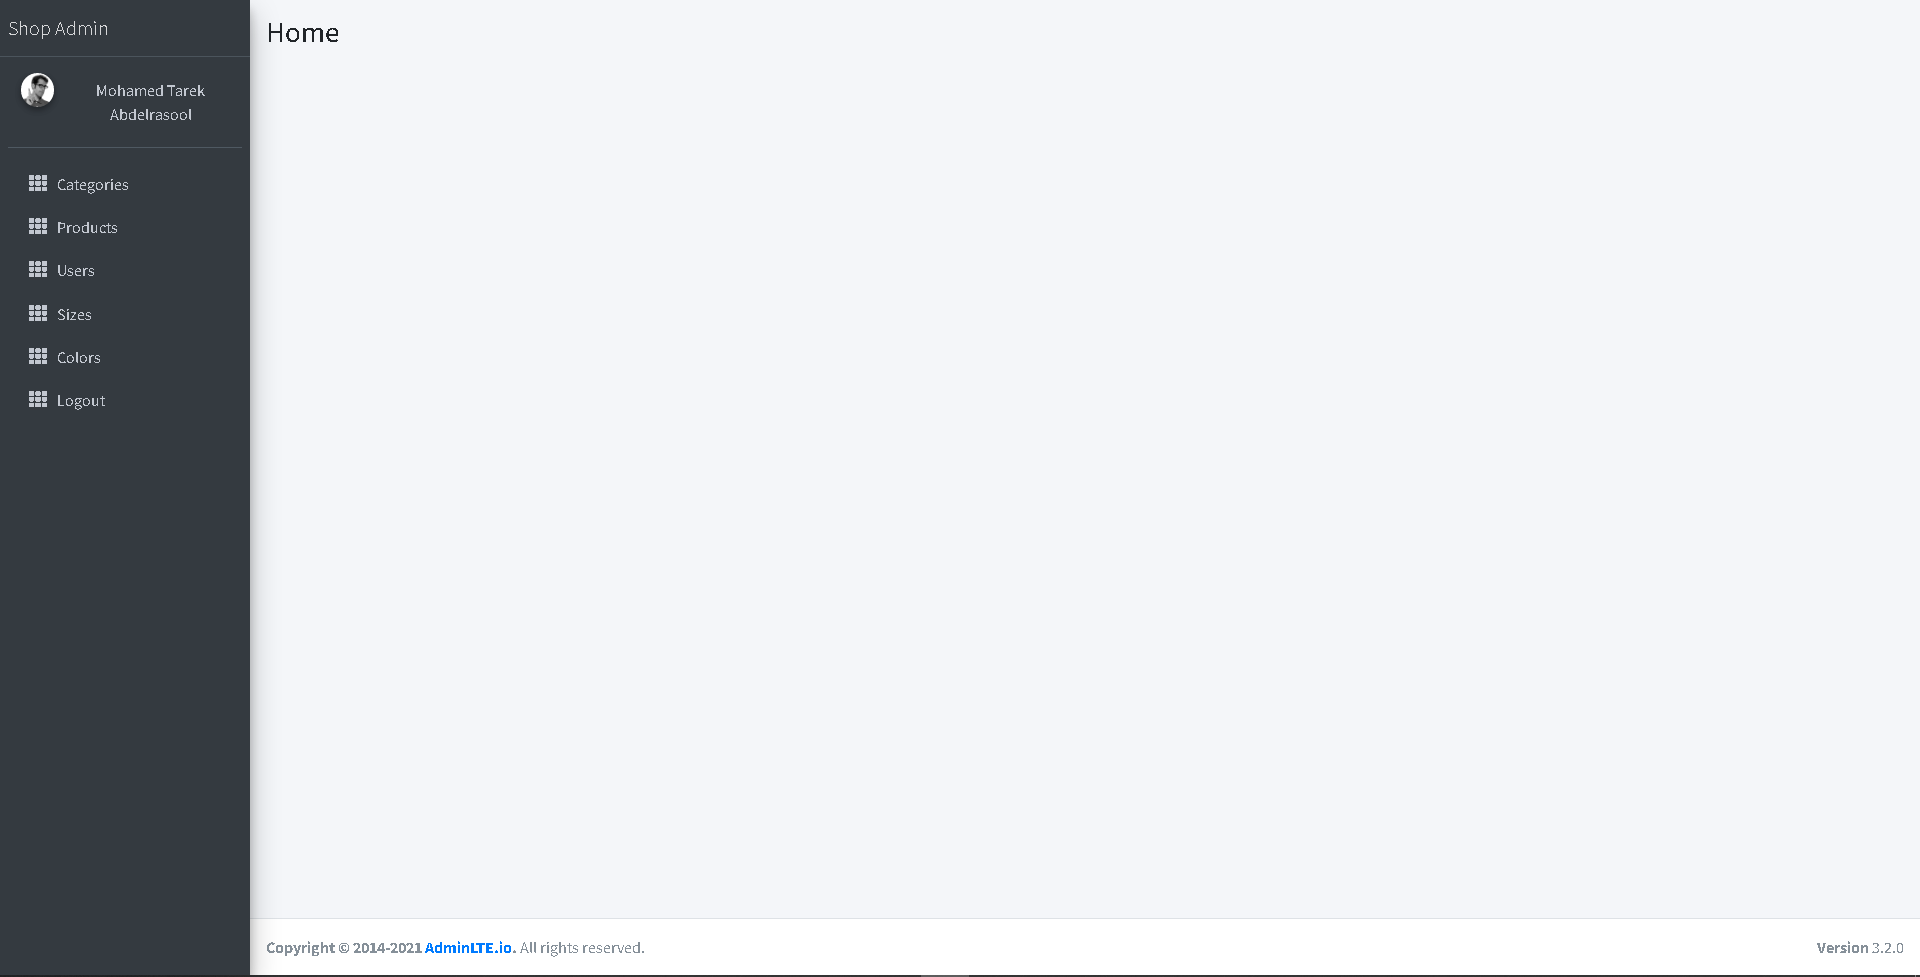 Shop Admin
Home
Mohamed Tarek
Abdelrasool
Categories
Products
Users
Sizes
Colors
Logout
Copyright © 2014-2021 AdminLTE.io. All rights reserved.
Version 3.2.0